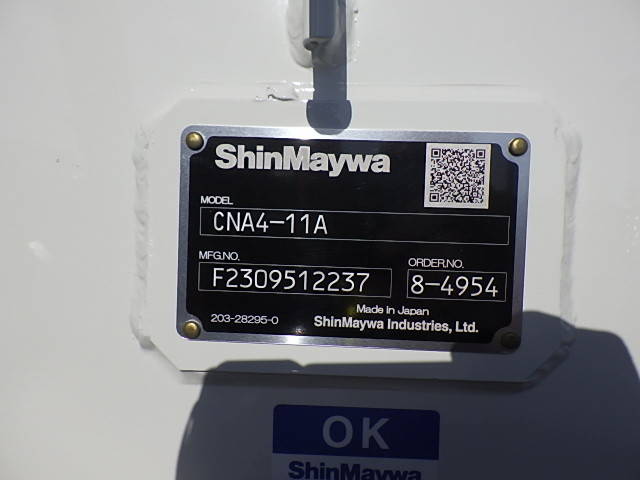 ShinMaywa
MODEL
CNA4-11A
MFG.NO.
ORDER.NO.
F2309512237
8-4954
Made in Japan
203-28295-0
ShinMaywa Industries, Ltd.
OK
ShinMaywa